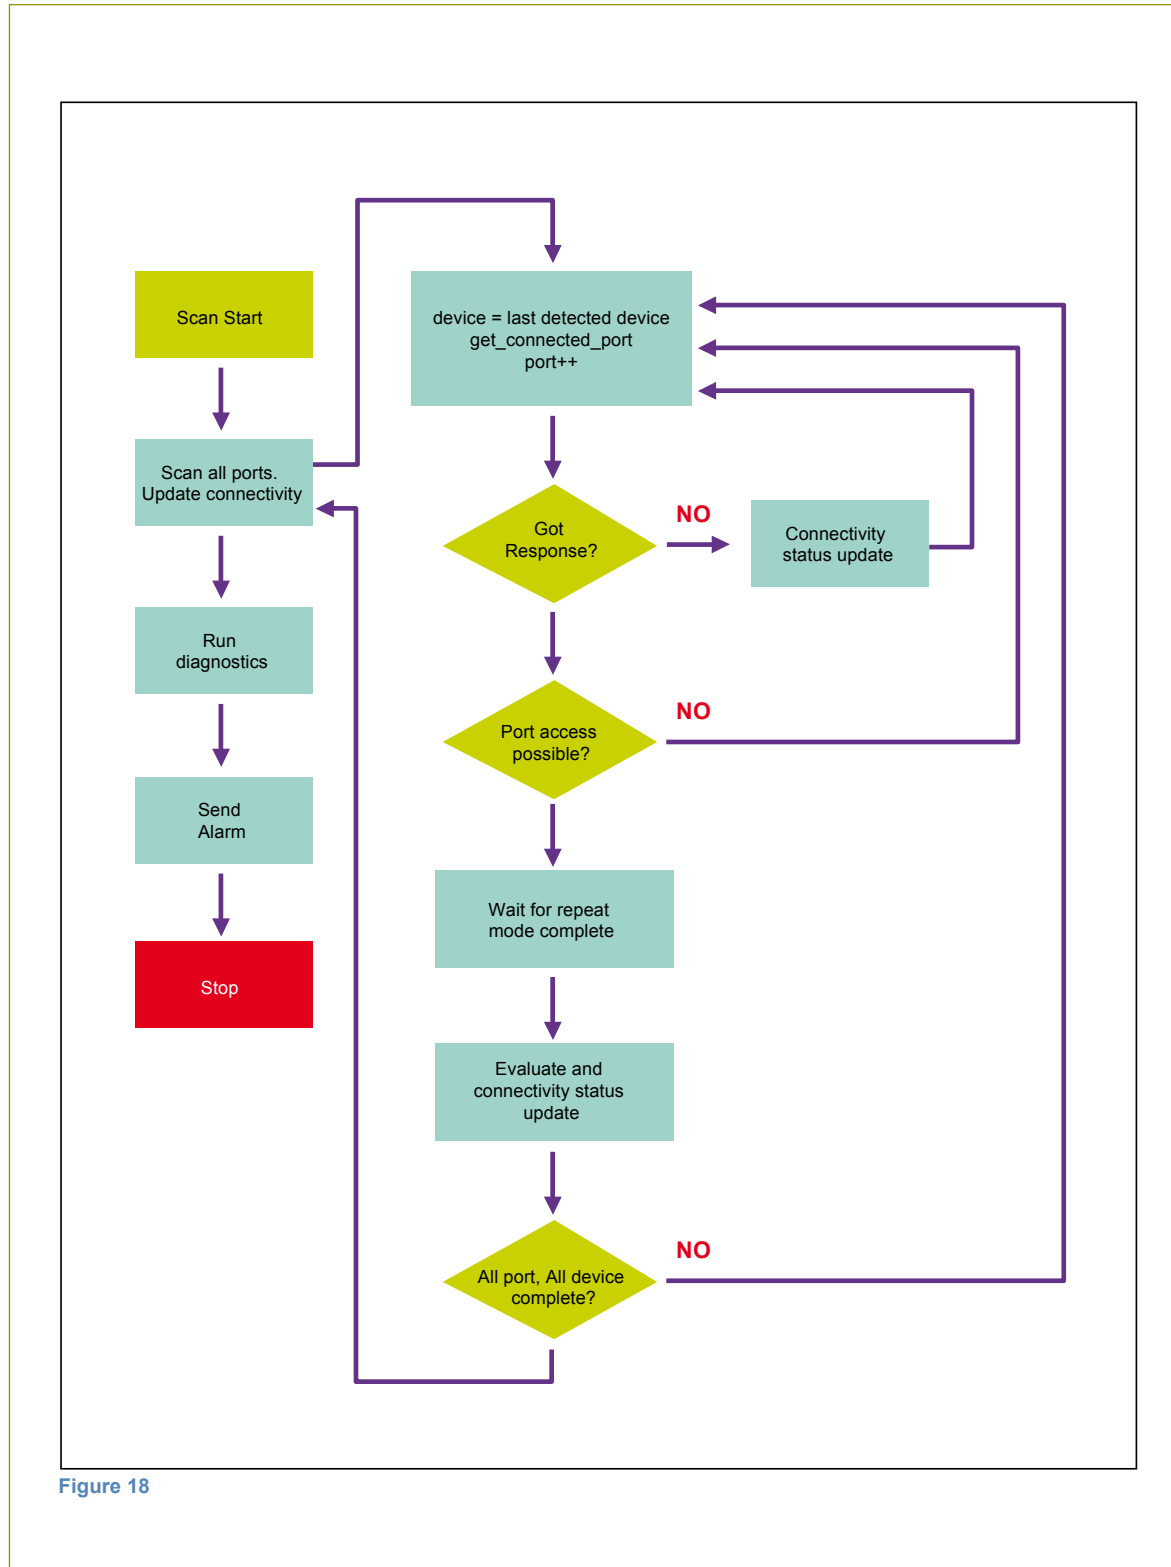 Scan Start
Scan all ports.
Update connectivity
Run
diagnostics
Send
Alarm
Stop
device = last detected device
get_connected_port
port++
Got
Response?
NO
Connectivity
status update
Port access
possible?
NO
Wait for repeat
mode complete
Evaluate and
connectivity status
update
All port, All device
complete?
NO
Figure 18